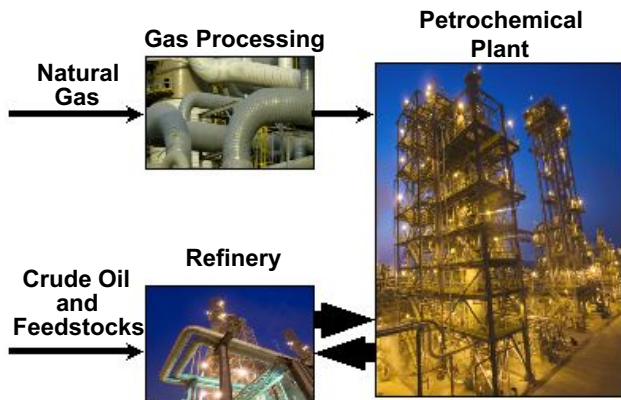 Petrochemical
Plant
Gas Processing
Natural
Gas
Refinery
Crude Oil
and
Feedstocks